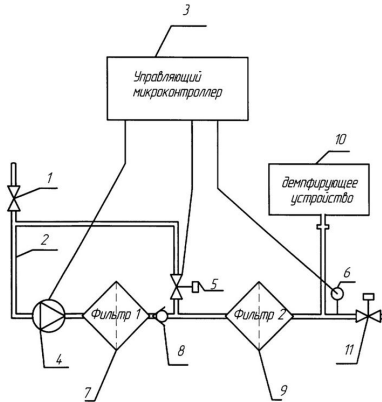 3
Управляющий
микроконтроллер
10
демпфирующее
устройство
1
2
5
6
Фильтр 1
Фильтр 2
4
7
8
9
11